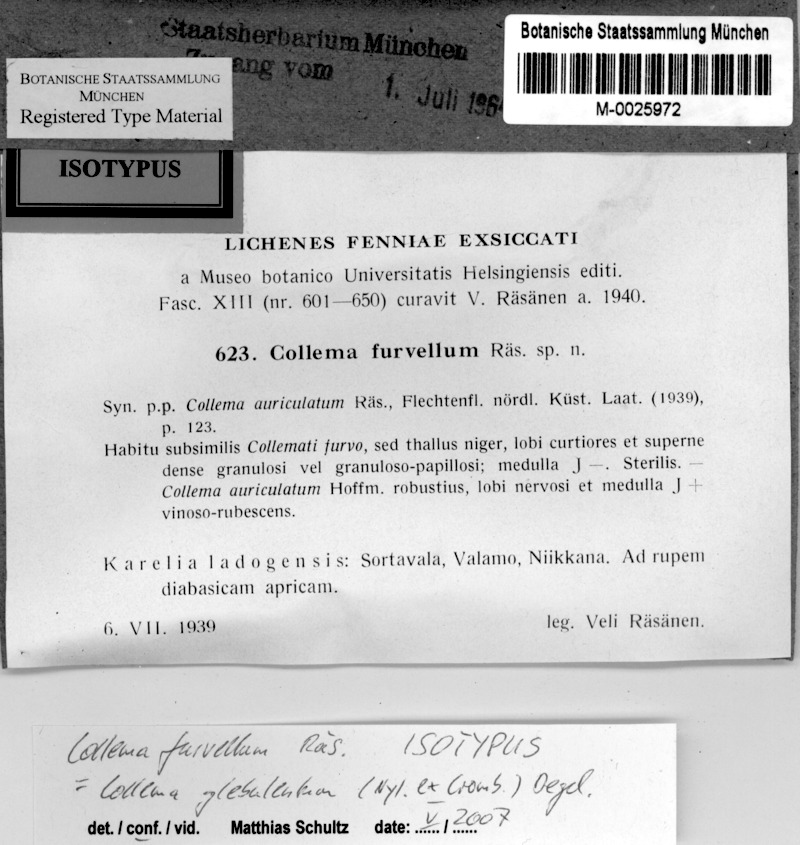 Staatsherbarium München
Zugang vom
1. Juli 196
Botanische Staatssammlung München
M-0025972
BOTANISCHE STAATSSAMMLUNG
MÜNCHEN
Registered Type Material
ISOTYPUS
LICHENES FENNIAE EXSICCATI
a Museo botanico Universitatis Helsingiensis editi.
Fasc. XIII (nr. 601—650) curavit V. Räsänen a. 1940.
623. Collema furvellum Räs. sp. n.
Syn. p.p. Collema auriculatum Räs., Flechtenfl. nördl. Küst. Laat. (1939),
p. 123.
Habitu subsimilis Collemati furvo, sed thallus niger, lobi curtiores et superne
dense granulosi vel granuloso-papillosi; medulla J —. Sterilis. —
Collema auriculatum Hoffm. robustius, lobi nervosi et medulla J +
vinoso-rubescens.
Karelia ladogensis: Sortavala, Valamo, Niikkana. Ad rupem
diabasicam apricam.
6. VII. 1939 leg. Veli Räsänen.
Collema furvellum Räs. ISOTYPUS
= Collema glebulentum (Nyl. ex Cromb.) Degel.
det. / conf. / vid. Matthias Schultz date: V / 2007